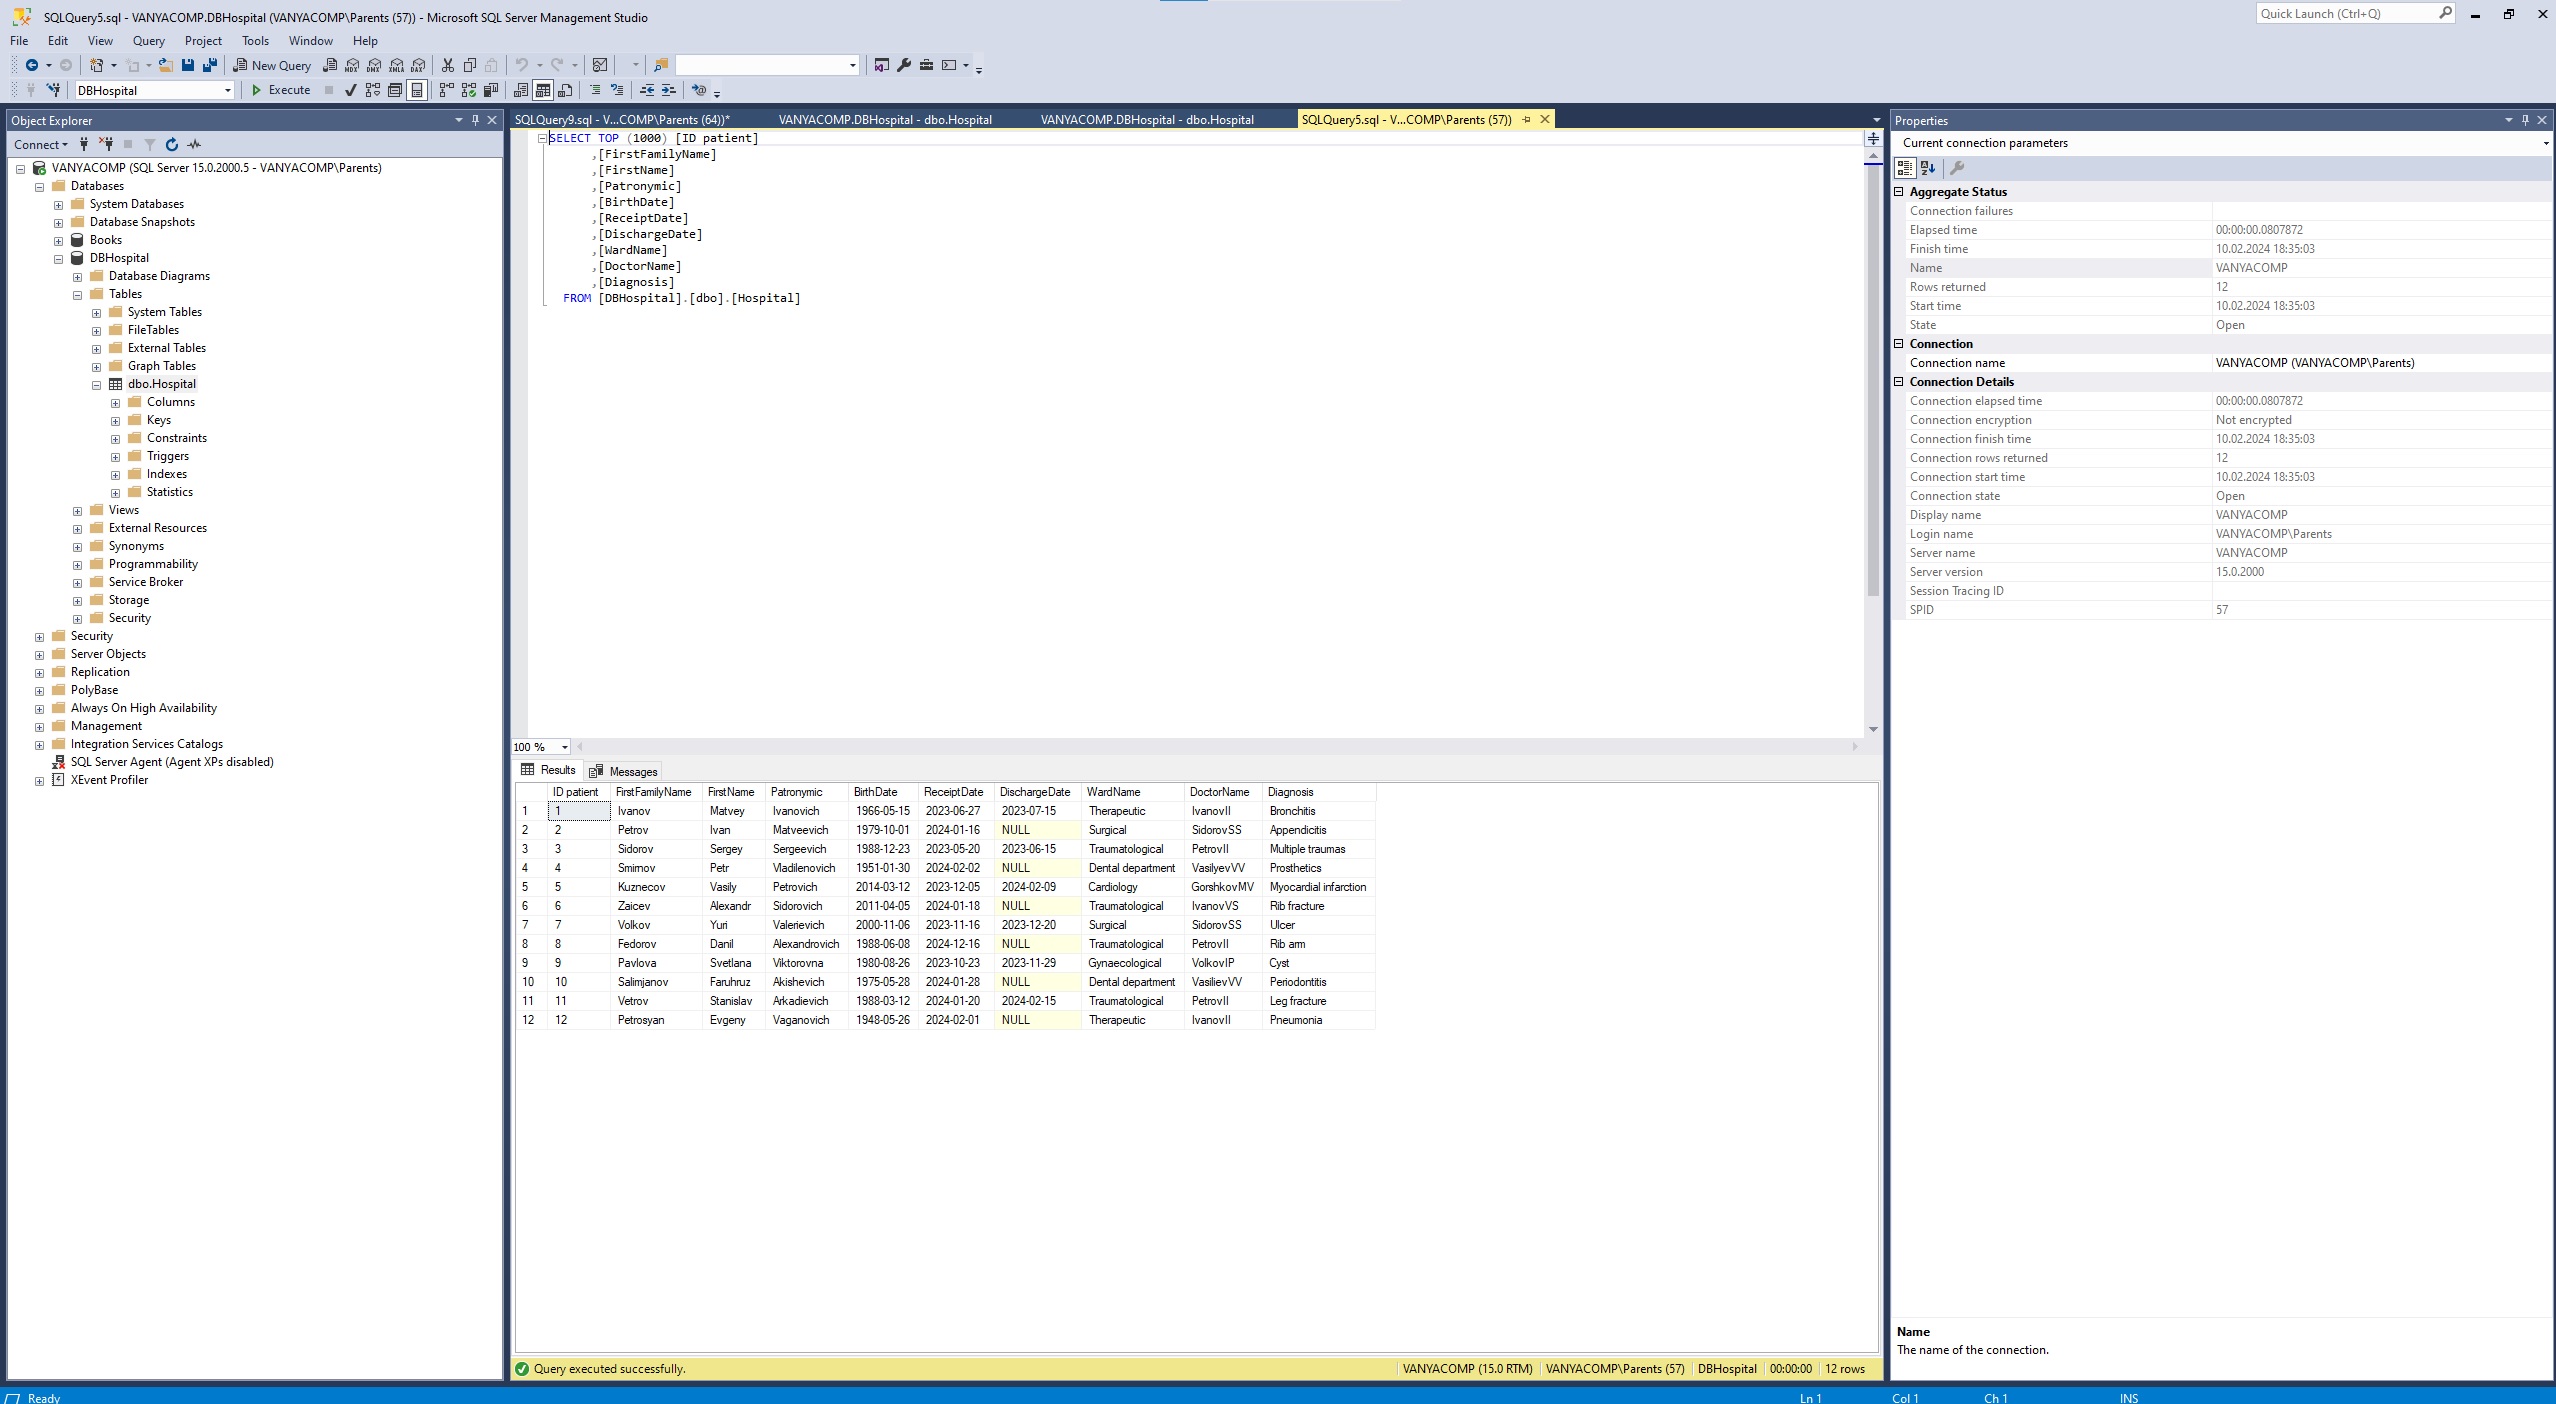 SQLQuery5.sql - VANYACOMP.DBHospital (VANYACOMP\Parents (57)) - Microsoft SQL Server Management Studio
Quick Launch (Ctrl+Q)
File Edit View Query Project Tools Window Help
New Query
MDX DMX XMLA DAX
DBHospital Execute
Object Explorer
Connect
VANYACOMP (SQL Server 15.0.2000.5 - VANYACOMP\Parents)
Databases
System Databases
Database Snapshots
Books
DBHospital
Database Diagrams
Tables
System Tables
FileTables
External Tables
Graph Tables
dbo.Hospital
Columns
Keys
Constraints
Triggers
Indexes
Statistics
Views
External Resources
Synonyms
Programmability
Service Broker
Storage
Security
Security
Server Objects
Replication
PolyBase
Always On High Availability
Management
Integration Services Catalogs
SQL Server Agent (Agent XPs disabled)
XEvent Profiler
SQLQuery9.sql - V...COMP\Parents (64))* VANYACOMP.DBHospital - dbo.Hospital VANYACOMP.DBHospital - dbo.Hospital SQLQuery5.sql - V...COMP\Parents (57))
SELECT TOP (1000) [ID patient]
,[FirstFamilyName]
,[FirstName]
,[Patronymic]
,[BirthDate]
,[ReceiptDate]
,[DischargeDate]
,[WardName]
,[DoctorName]
,[Diagnosis]
FROM [DBHospital].[dbo].[Hospital]
100 %
Results Messages
ID patient FirstFamilyName FirstName Patronymic BirthDate ReceiptDate DischargeDate WardName DoctorName Diagnosis
1 1 Ivanov Matvey Ivanovich 1966-05-15 2023-06-27 2023-07-15 Therapeutic IvanovII Bronchitis
2 2 Petrov Ivan Matveevich 1979-10-01 2024-01-16 NULL Surgical SidorovSS Appendicitis
3 3 Sidorov Sergey Sergeevich 1988-12-23 2023-05-20 2023-06-15 Traumatological PetrovII Multiple traumas
4 4 Smirnov Petr Vladilenovich 1951-01-30 2024-02-02 NULL Dental department VasilyevVV Prosthetics
5 5 Kuznecov Vasily Petrovich 2014-03-12 2023-12-05 2024-02-09 Cardiology GorshkovMV Myocardial infarction
6 6 Zaicev Alexandr Sidorovich 2011-04-05 2024-01-18 NULL Traumatological IvanovVS Rib fracture
7 7 Volkov Yuri Valerievich 2000-11-06 2023-11-16 2023-12-20 Surgical SidorovSS Ulcer
8 8 Fedorov Danil Alexandrovich 1988-06-08 2024-12-16 NULL Traumatological PetrovII Rib arm
9 9 Pavlova Svetlana Viktorovna 1980-08-26 2023-10-23 2023-11-29 Gynaecological VolkovIP Cyst
10 10 Salimjanov Faruhruz Akishevich 1975-05-28 2024-01-28 NULL Dental department VasilievVV Periodontitis
11 11 Vetrov Stanislav Arkadievich 1988-03-12 2024-01-20 2024-02-15 Traumatological PetrovII Leg fracture
12 12 Petrosyan Evgeny Vaganovich 1948-05-26 2024-02-01 NULL Therapeutic IvanovII Pneumonia
Query executed successfully. VANYACOMP (15.0 RTM) VANYACOMP\Parents (57) DBHospital 00:00:00 12 rows
Properties
Current connection parameters
Aggregate Status
Connection failures
Elapsed time 00:00:00.0807872
Finish time 10.02.2024 18:35:03
Name VANYACOMP
Rows returned 12
Start time 10.02.2024 18:35:03
State Open
Connection
Connection name VANYACOMP (VANYACOMP\Parents)
Connection Details
Connection elapsed time 00:00:00.0807872
Connection encryption Not encrypted
Connection finish time 10.02.2024 18:35:03
Connection rows returned 12
Connection start time 10.02.2024 18:35:03
Connection state Open
Display name VANYACOMP
Login name VANYACOMP\Parents
Server name VANYACOMP
Server version 15.0.2000
Session Tracing ID
SPID 57
Name
The name of the connection.
Ready Ln 1 Col 1 Ch 1 INS